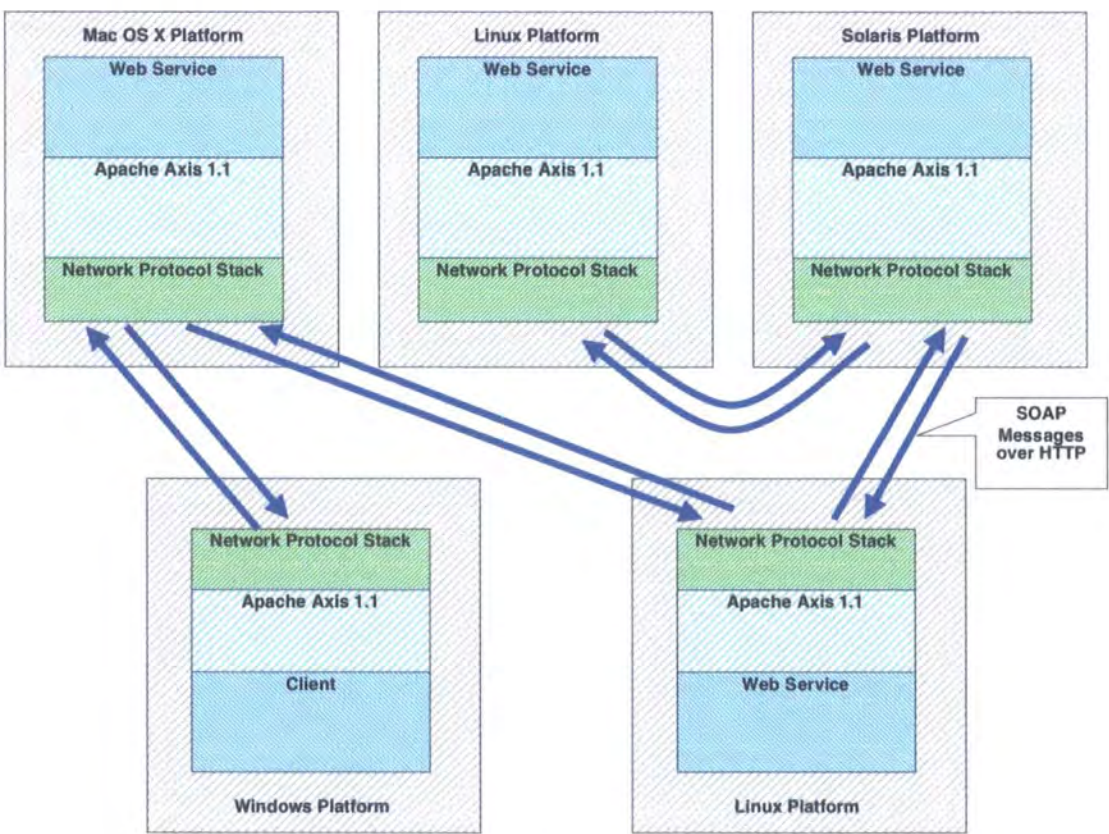 Mac OS X Platform
Web Service
Apache Axis 1.1
Network Protocol Stack
Linux Platform
Web Service
Apache Axis 1.1
Network Protocol Stack
Solaris Platform
Web Service
Apache Axis 1.1
Network Protocol Stack
SOAP
Messages
over HTTP
Network Protocol Stack
Apache Axis 1.1
Client
Windows Platform
Network Protocol Stack
Apache Axis 1.1
Web Service
Linux Platform